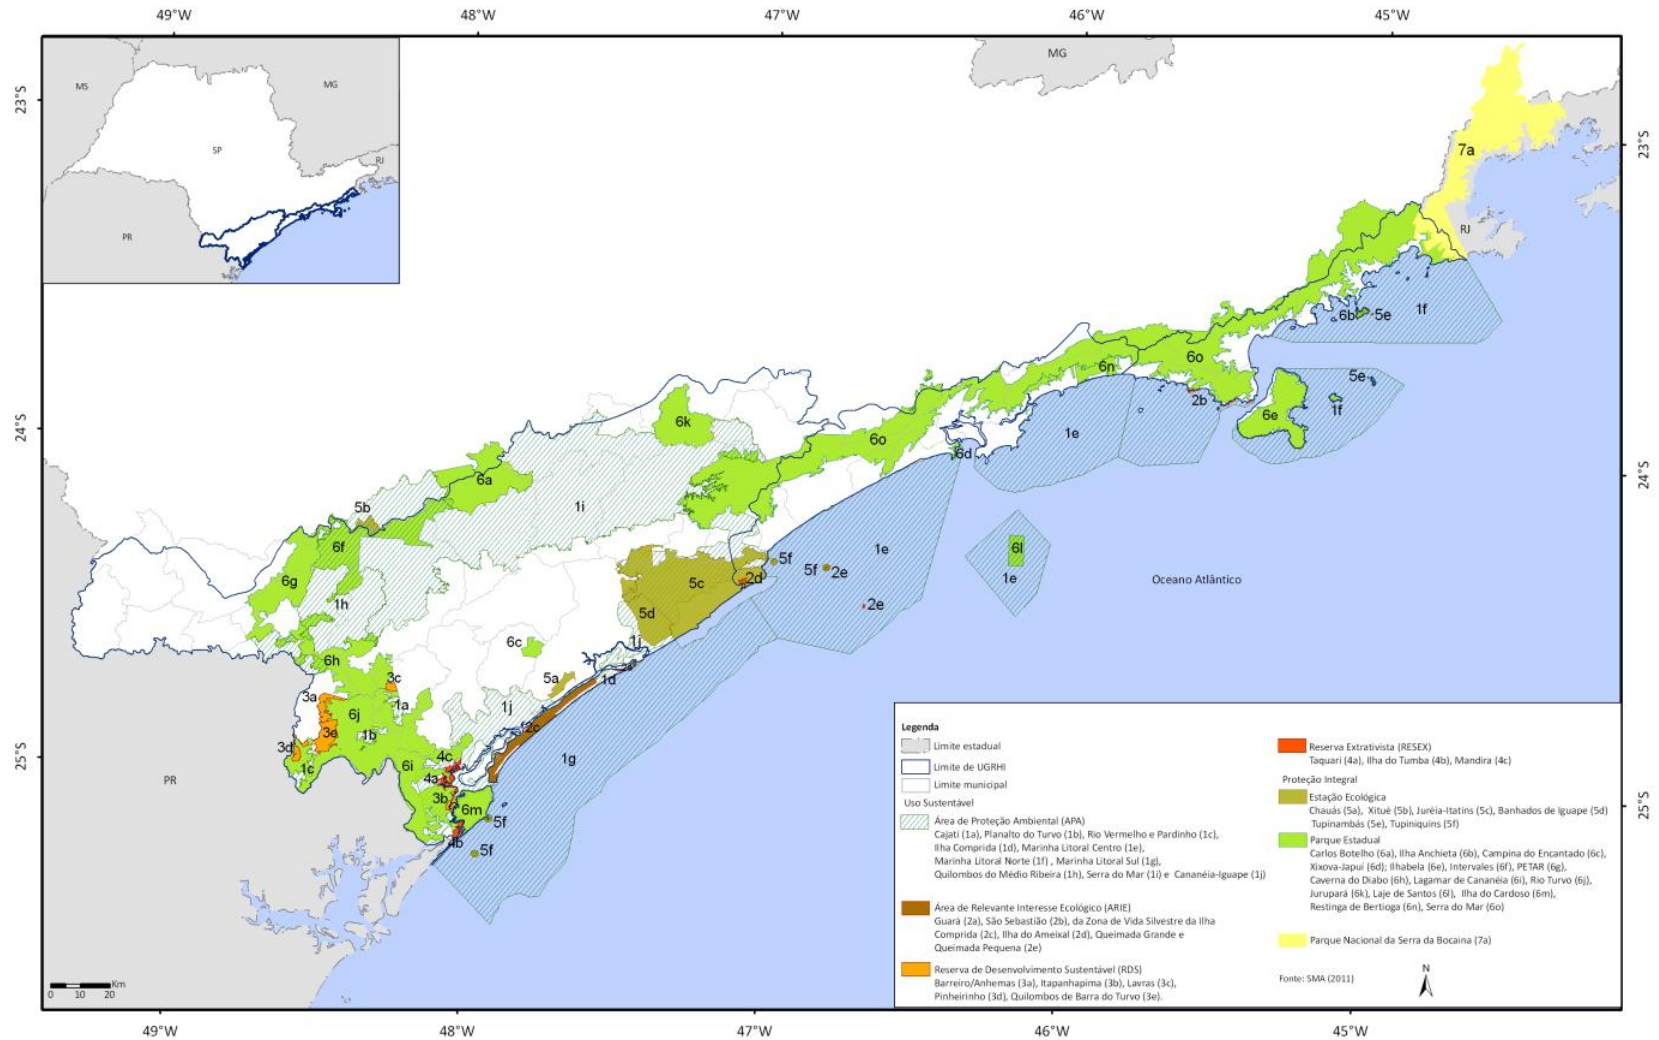 49°W 48°W 47°W 46°W 45°W
MS
MG
SP
RJ
PR
MG
23°S
23°S
7a
RJ
6b 5e 1f
6o
6n
5e
2b
1f
6e
24°S
6k
6o
1e
6d
24°S
6a
5b
1i
6f
1e
6l
5f
5f 2e
1e
Oceano Atlântico
6g
5c
2d
1h
2e
5d
6c
1j
6h
3c
5a
1d
3a
1a
6j
1j
2c
3e
1b
3d
4c
1g
1c
6i
4a
25°S
3b
6m
5f
4b
5f
25°S
PR
Legenda
Limite estadual
Limite de UGRHI
Limite municipal
Uso Sustentável
Área de Proteção Ambiental (APA)
Cajati (1a), Planalto do Turvo (1b), Rio Vermelho e Pardinho (1c),
Ilha Comprida (1d), Marinha Litoral Centro (1e),
Marinha Litoral Norte (1f) , Marinha Litoral Sul (1g),
Quilombos do Médio Ribeira (1h), Serra do Mar (1i) e Cananéia-Iguape (1j)
Área de Relevante Interesse Ecológico (ARIE)
Guará (2a), São Sebastião (2b), da Zona de Vida Silvestre da Ilha
Comprida (2c), Ilha do Ameixal (2d), Queimada Grande e
Queimada Pequena (2e)
Reserva de Desenvolvimento Sustentável (RDS)
Barreiro/Anhemas (3a), Itapanhapima (3b), Lavras (3c),
Pinheirinho (3d), Quilombos de Barra do Turvo (3e).
Reserva Extrativista (RESEX)
Taquari (4a), Ilha do Tumba (4b), Mandira (4c)
Proteção Integral
Estação Ecológica
Chauás (5a), Xitué (5b), Juréia-Itatins (5c), Banhados de Iguape (5d)
Tupinambás (5e), Tupiniquins (5f)
Parque Estadual
Carlos Botelho (6a), Ilha Anchieta (6b), Campina do Encantado (6c),
Xixova-Japuí (6d); Ilhabela (6e), Intervales (6f), PETAR (6g),
Caverna do Diabo (6h), Lagamar de Cananéia (6i), Rio Turvo (6j),
Jurupará (6k), Laje de Santos (6l), Ilha do Cardoso (6m),
Restinga de Bertioga (6n), Serra do Mar (6o)
Parque Nacional da Serra da Bocaina (7a)
Fonte: SMA (2011)
N
Km
0 10 20
49°W 48°W 47°W 46°W 45°W